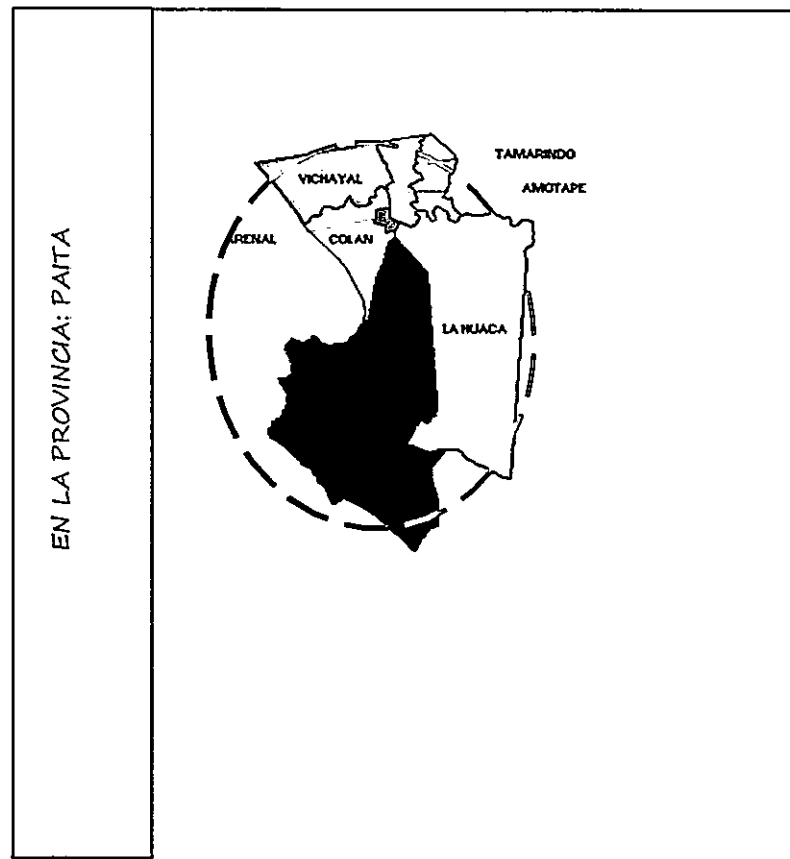 EN LA PROVINCIA: PAITA
TAMARINDO
AMOTAPE
VICHAYAL
ARENAL
COLAN
LA HUACA